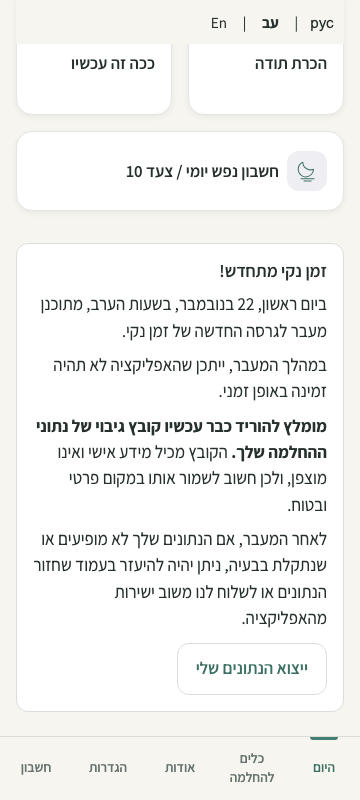 рус | עב | En
הכרת תודה
ככה זה עכשיו
חשבון נפש יומי / צעד 10
זמן נקי מתחדש!
ביום ראשון, 22 בנובמבר, בשעות הערב, מתוכנן
מעבר לגרסה החדשה של זמן נקי.
במהלך המעבר, ייתכן שהאפליקציה לא תהיה
זמינה באופן זמני.
מומלץ להוריד כבר עכשיו קובץ גיבוי של נתוני
ההחלמה שלך. הקובץ מכיל מידע אישי ואינו
מוצפן, ולכן חשוב לשמור אותו במקום פרטי
ובטוח.
לאחר המעבר, אם הנתונים שלך לא מופיעים או
שנתקלת בבעיה, ניתן יהיה להיעזר בעמוד שחזור
הנתונים או לשלוח לנו משוב ישירות
מהאפליקציה.
ייצוא הנתונים שלי
היום
כלים
להחלמה
אודות
הגדרות
חשבון